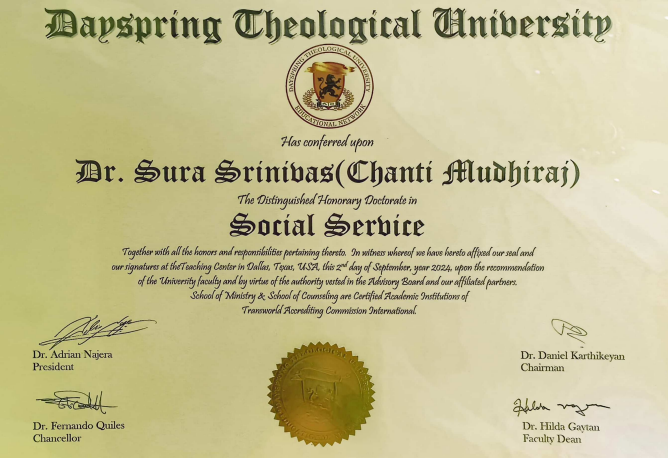 Dayspring Theological University
DAYSPRING THEOLOGICAL UNIVERSITY
EDUCATIONAL NETWORK
Has conferred upon
Dr. Sura Srinivas(Chanti Mudhiraj)
The Distinguished Honorary Doctorate in
Social Service
Together with all the honors and responsibilities pertaining thereto. In witness whereof we have hereto affixed our seal and
our signatures at theTeaching Center in Dallas, Texas, USA, this 2nd day of September, year 2024, upon the recommendation
of the University faculty and by virtue of the authority vested in the Advisory Board and our affiliated partners.
School of Ministry & School of Counseling are Certified Academic Institutions of
Transworld Accrediting Commission International.
Dr. Adrian Najera
President
Dr. Daniel Karthikeyan
Chairman
Dr. Fernando Quiles
Chancellor
Hilda
Dr. Hilda Gaytan
Faculty Dean